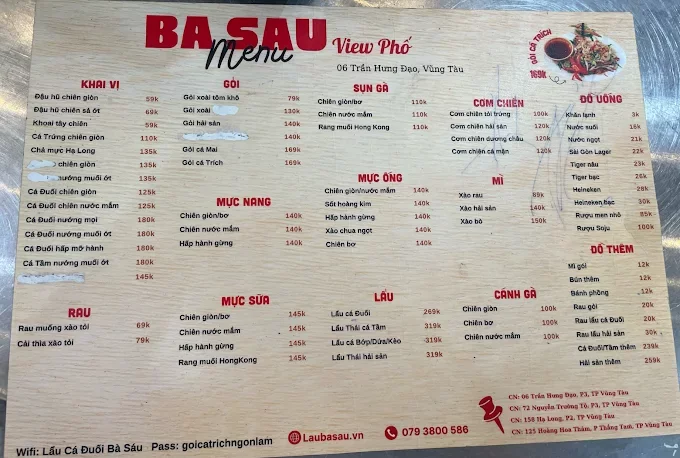 BA SAU
Menu
View Phố
06 Trần Hưng Đạo, Vũng Tàu
GỎI CÁ TRÍCH
169k
KHAI VỊ
Đậu hũ chiên giòn 59k
Đậu hũ chiên sả ớt 69k
Khoai tây chiên 59k
Cá Trứng chiên giòn 110k
Chả mực Hạ Long 135k
chiên giòn 135k
nướng muối ớt 135k
Cá Đuối chiên giòn 125k
Cá Đuối chiên nước mắm 125k
Cá Đuối nướng mọi 180k
Cá Đuối nướng muối ớt 180k
Cá Đuối hấp mỡ hành 180k
Cá Tầm nướng muối ớt 180k
145k
RAU
Rau muống xào tỏi 69k
Cải thìa xào tỏi 79k
GỎI
Gỏi xoài tôm khô 79k
Gỏi xoài 130k
Gỏi hải sản 140k
140k
Gỏi cá Mai 169k
Gỏi cá Trích 169k
MỰC NANG
Chiên giòn/bơ 140k
Chiên nước mắm 140k
Hấp hành gừng 140k
MỰC SỮA
Chiên giòn/bơ 145k
Chiên nước mắm 145k
Hấp hành gừng 145k
Rang muối HongKong 145k
SỤN GÀ
Chiên giòn/bơ 110k
Chiên nước mắm 110k
Rang muối Hong Kong 110k
MỰC ỐNG
Chiên giòn/nước mắm 140k
Sốt hoàng kim 140k
Hấp hành gừng 140k
Xào chua ngọt 140k
Chiên bơ 140k
LẨU
Lẩu cá Đuối 269k
Lẩu Thái cá Tầm 319k
Lẩu cá Bớp/Dứa/Kèo 319k
Lẩu Thái hải sản 319k
CƠM CHIÊN
Cơm chiên tỏi trứng 100k
Cơm chiên hải sản 120k
Cơm chiên dương châu 120k
Cơm chiên cá mặn 120k
MÌ
Xào rau 89k
Xào hải sản 140k
Xào bò 150k
CÁNH GÀ
Chiên giòn 100k
Chiên bơ 100k
Chiên nước mắm 100k
ĐỒ UỐNG
Khăn lạnh 3k
Nước suối 16k
Nước ngọt 21k
Sài Gòn Lager 22k
Tiger nâu 23k
Tiger bạc 26k
Heineken 28k
Heineken bạc 30k
Rượu men nhỏ 85k
Rượu Soju 100k
ĐỒ THÊM
Mì gói 12k
Bún thêm 12k
Bánh phồng 12k
Rau gỏi 20k
Rau lẩu cá Đuối 20k
Rau lẩu hải sản 30k
Cá Đuối/Tầm thêm 239k
Hải sản thêm 259k
Wifi: Lẩu Cá Đuối Bà Sáu Pass: goicatrichngonlam
Laubasau.vn
079 3800 586
CN: 06 Trần Hưng Đạo, P3, TP Vũng Tàu
CN: 72 Nguyễn Trường Tộ, P3, TP Vũng Tàu
CN: 158 Hạ Long, P2, TP Vũng Tàu
CN: 125 Hoàng Hoa Thám, P Thắng Tam, TP Vũng Tàu